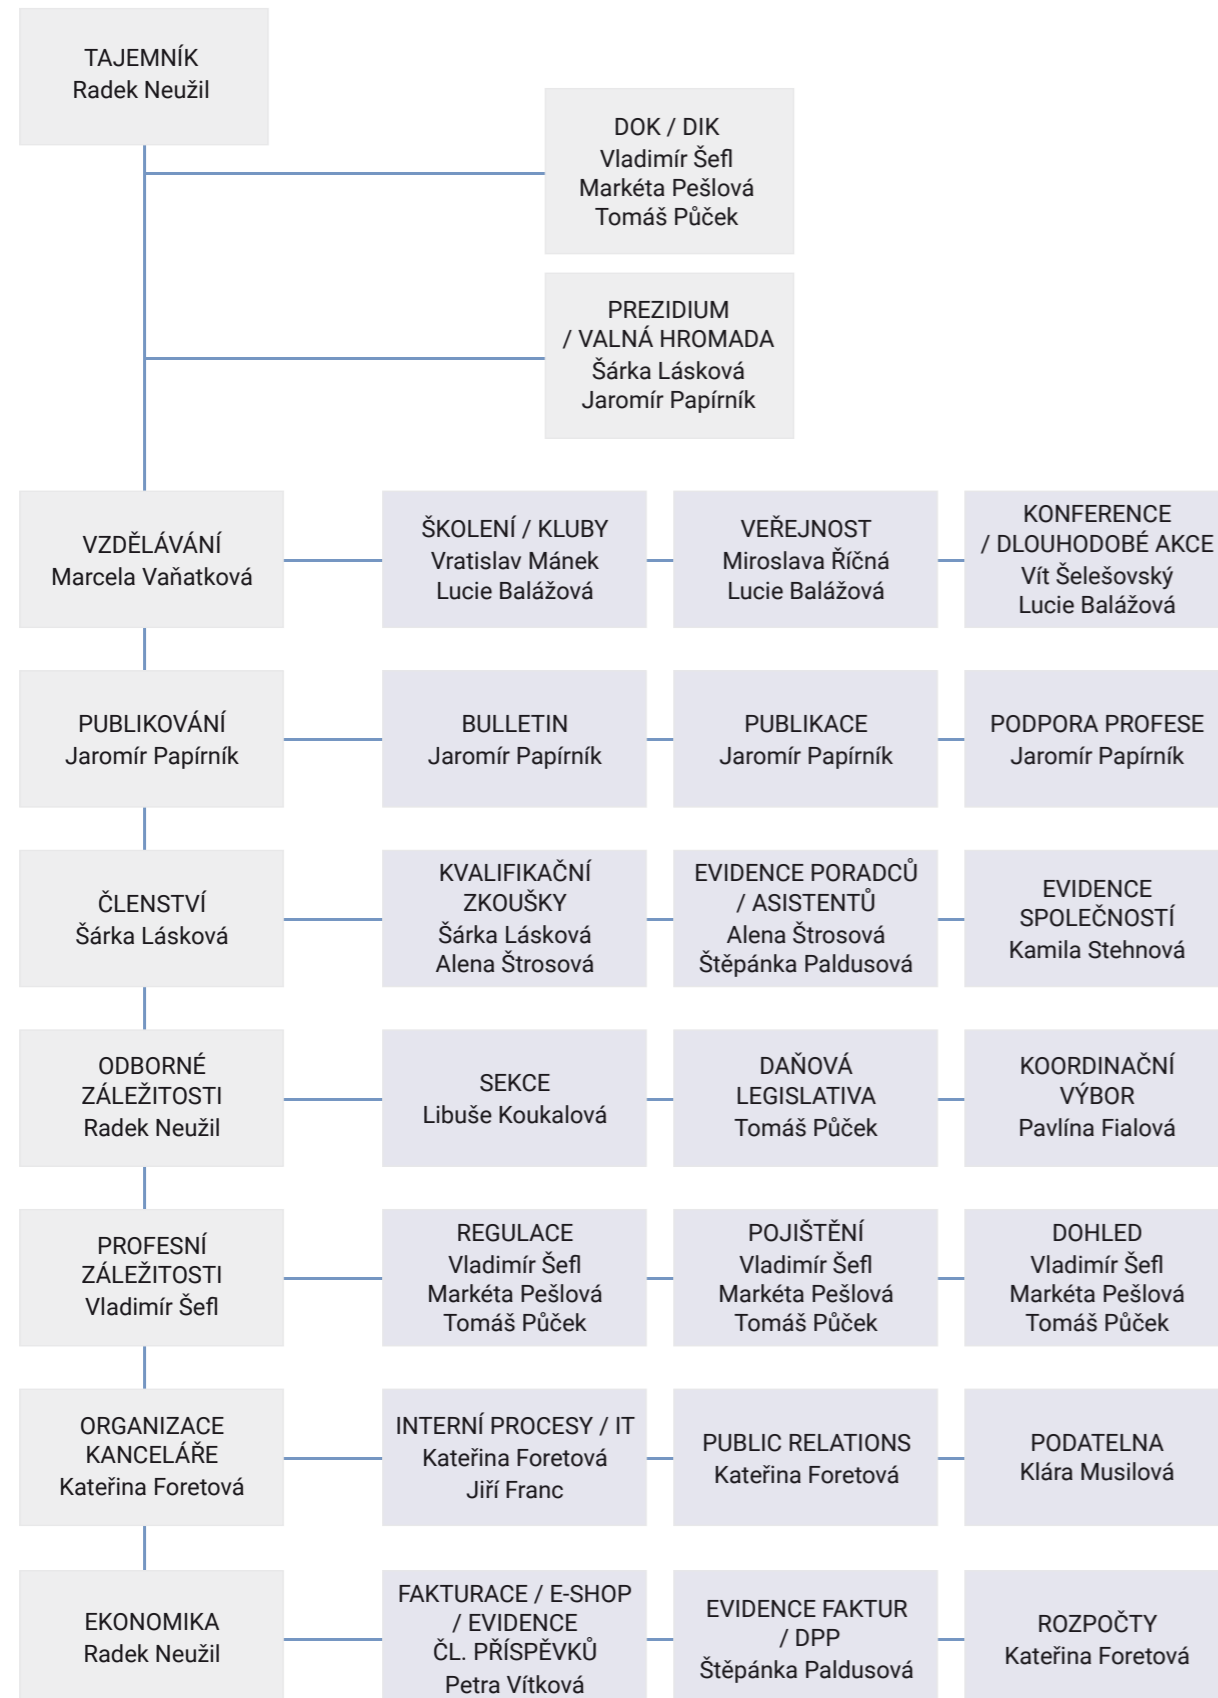 TAJEMNÍK
Radek Neužil
DOK / DIK
Vladimír Šefl
Markéta Pešlová
Tomáš Půček
PREZIDIUM
/ VALNÁ HROMADA
Šárka Lásková
Jaromír Papírník
VZDĚLÁVÁNÍ
Marcela Vaňatková
ŠKOLENÍ / KLUBY
Vratislav Mánek
Lucie Balážová
VEŘEJNOST
Miroslava Říčná
Lucie Balážová
KONFERENCE
/ DLOUHODOBÉ AKCE
Vít Šelešovský
Lucie Balážová
PUBLIKOVÁNÍ
Jaromír Papírník
BULLETIN
Jaromír Papírník
PUBLIKACE
Jaromír Papírník
PODPORA PROFESE
Jaromír Papírník
ČLENSTVÍ
Šárka Lásková
KVALIFIKAČNÍ
ZKOUŠKY
Šárka Lásková
Alena Štrosová
EVIDENCE PORADCŮ
/ ASISTENTŮ
Alena Štrosová
Štěpánka Paldusová
EVIDENCE
SPOLEČNOSTÍ
Kamila Stehnová
ODBORNÉ
ZÁLEŽITOSTI
Radek Neužil
SEKCE
Libuše Koukalová
DAŇOVÁ
LEGISLATIVA
Tomáš Půček
KOORDINAČNÍ
VÝBOR
Pavlína Fialová
PROFESNÍ
ZÁLEŽITOSTI
Vladimír Šefl
REGULACE
Vladimír Šefl
Markéta Pešlová
Tomáš Půček
POJIŠTĚNÍ
Vladimír Šefl
Markéta Pešlová
Tomáš Půček
DOHLED
Vladimír Šefl
Markéta Pešlová
Tomáš Půček
ORGANIZACE
KANCELÁŘE
Kateřina Foretová
INTERNÍ PROCESY / IT
Kateřina Foretová
Jiří Franc
PUBLIC RELATIONS
Kateřina Foretová
PODATELNA
Klára Musilová
EKONOMIKA
Radek Neužil
FAKTURACE / E-SHOP
/ EVIDENCE
ČL. PŘÍSPĚVKŮ
Petra Vítková
EVIDENCE FAKTUR
/ DPP
Štěpánka Paldusová
ROZPOČTY
Kateřina Foretová